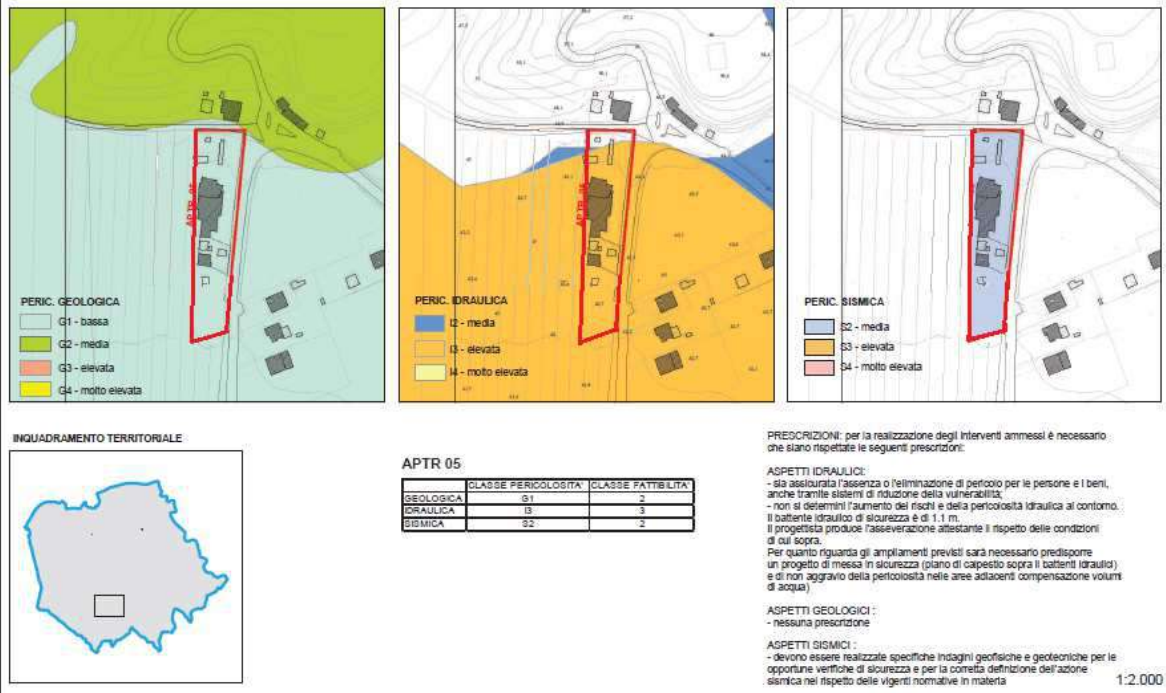 APTR 05
PERIC. GEOLOGICA
G1 - bassa
G2 - media
G3 - elevata
G4 - molto elevata
APTR 05
PERIC. IDRAULICA
I2 - media
I3 - elevata
I4 - molto elevata
PERIC. SISMICA
S2 - media
S3 - elevata
S4 - molto elevata
INQUADRAMENTO TERRITORIALE
APTR 05
CLASSE PERICOLOSITA' CLASSE FATTIBILITA'
GEOLOGICA G1 2
IDRAULICA I3 3
SISMICA S2 2
PRESCRIZIONI: per la realizzazione degli interventi ammessi è necessario
che siano rispettate le seguenti prescrizioni:
ASPETTI IDRAULICI:
- sia assicurata l'assenza o l'eliminazione di pericolo per le persone e i beni,
anche tramite sistemi di riduzione della vulnerabilità;
- non si determini l'aumento dei rischi e della pericolosità idraulica al contorno.
Il battente idraulico di sicurezza è di 1.1 m.
Il progettista produce l'asseverazione attestante il rispetto delle condizioni
di cui sopra.
Per quanto riguarda gli ampliamenti previsti sarà necessario predisporre
un progetto di messa in sicurezza (piano di calpestio sopra il battenti idraulici)
e di non aggravio della pericolosità nelle aree adiacenti compensazione volumi
di acqua)
ASPETTI GEOLOGICI :
- nessuna prescrizione
ASPETTI SISMICI :
- devono essere realizzate specifiche indagini geofisiche e geotecniche per le
opportune verifiche di sicurezza e per la corretta definizione dell'azione
sismica nel rispetto delle vigenti normative in materia
1:2.000